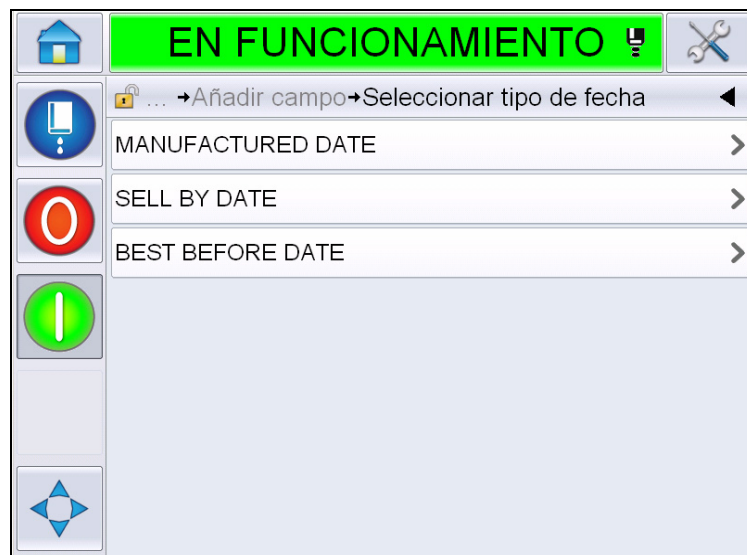 EN FUNCIONAMIENTO
... →Añadir campo→Seleccionar tipo de fecha
MANUFACTURED DATE
SELL BY DATE
BEST BEFORE DATE